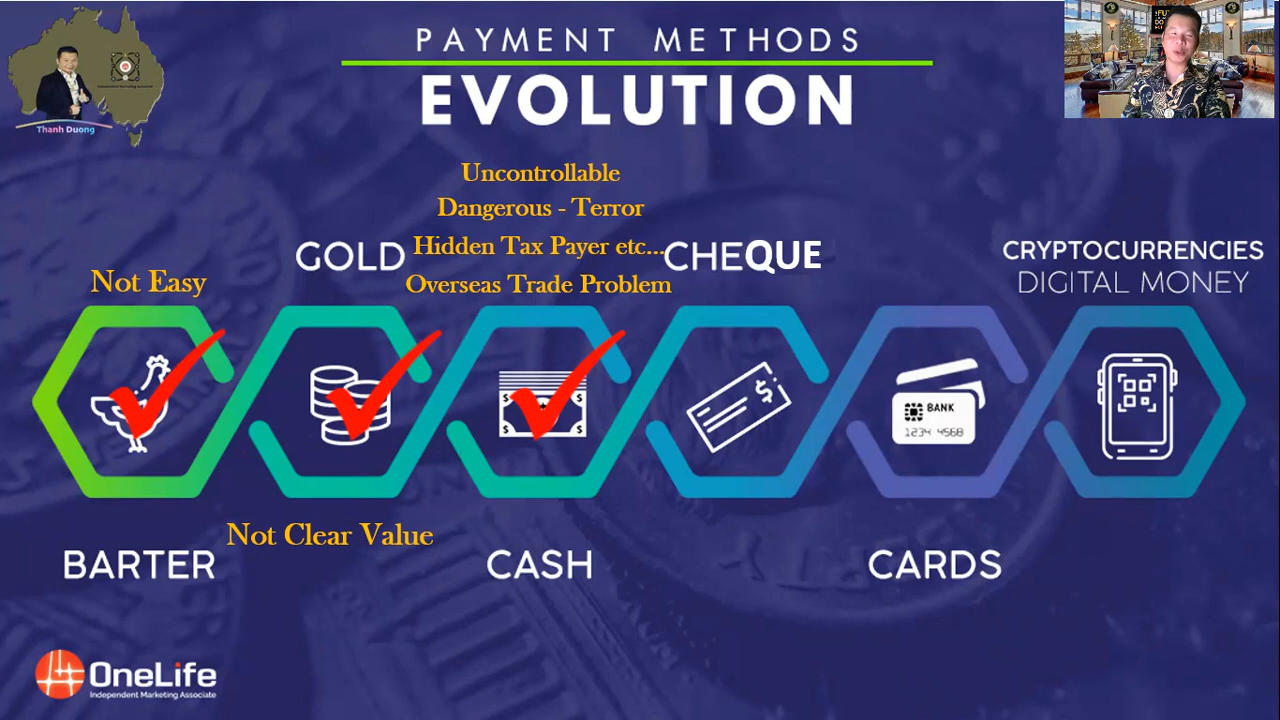 PAYMENT METHODS
EVOLUTION
Thanh Duong
Uncontrollable
Dangerous - Terror
Hidden Tax Payer etc...
Overseas Trade Problem
Not Easy
GOLD
CHEQUE
CRYPTOCURRENCIES
DIGITAL MONEY
$ $
$ $
$
BANK
1234 4568
Not Clear Value
BARTER
CASH
CARDS
OneLife
Independent Marketing Associate